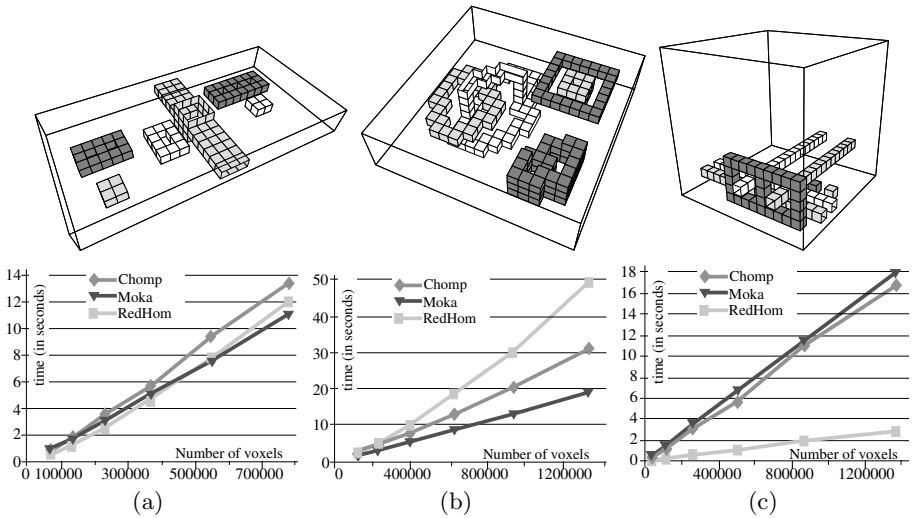 14
12
10
8
6
4
2
0
time (in seconds)
Chomp
Moka
RedHom
Number of voxels
100000 300000 500000 700000
(a)
50
40
30
20
10
0
time (in seconds)
Chomp
Moka
RedHom
Number of voxels
0 400000 800000 1200000
(b)
18
16
14
12
10
8
6
4
2
0
time (in seconds)
Chomp
Moka
RedHom
Number of voxels
0 400000 800000 1200000
(c)